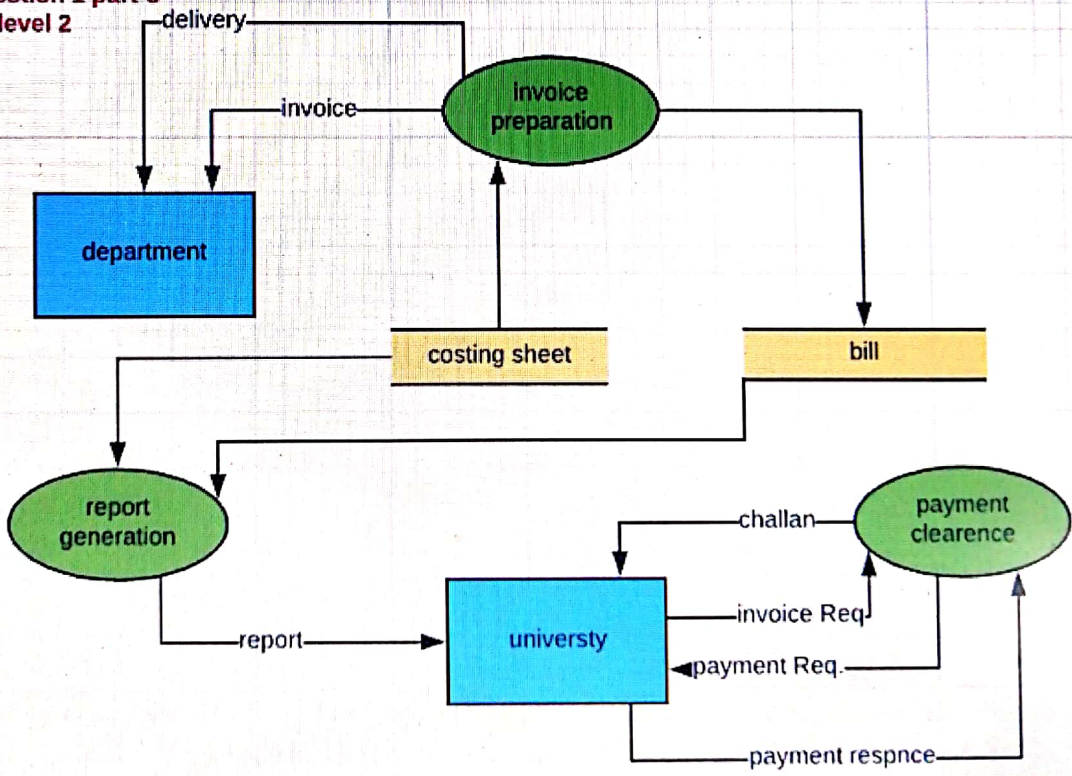 level 2
delivery
invoice
preparation
invoice
department
costing sheet
bill
report
generation
payment
clearence
challan
invoice Req
universty
report
payment Req.
payment respnce